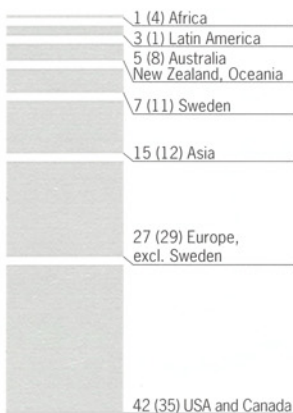 1 (4) Africa
3 (1) Latin America
5 (8) Australia
New Zealand, Oceania
7 (11) Sweden
15 (12) Asia
27 (29) Europe,
excl. Sweden
42 (35) USA and Canada